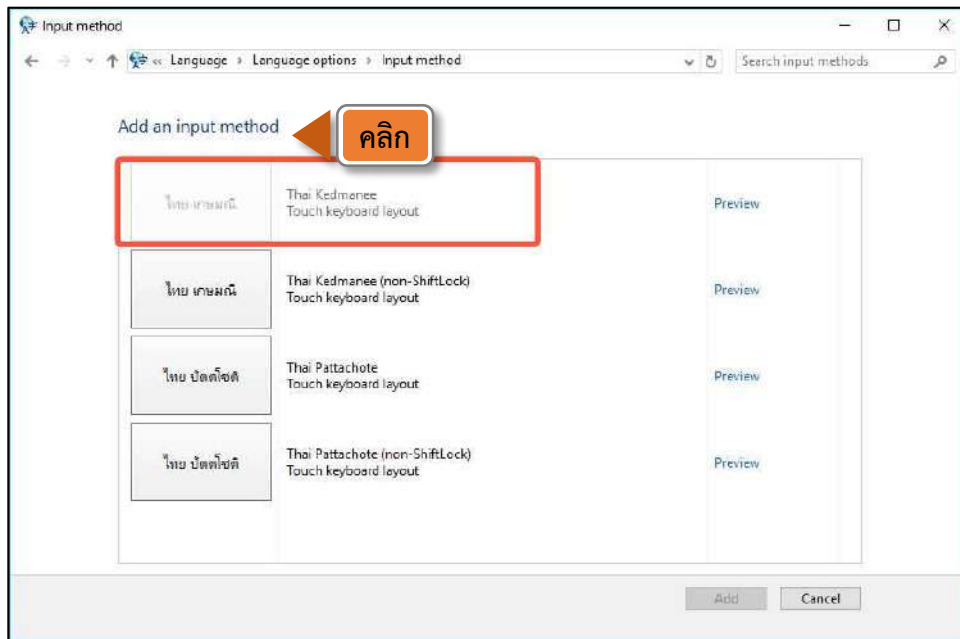 Input method
« Language › Language options › Input method
Search input methods
Add an input method
คลิก
ไทย เกษมณี
Thai Kedmanee
Touch keyboard layout
Preview
ไทย เกษมณี
Thai Kedmanee (non-ShiftLock)
Touch keyboard layout
Preview
ไทย ปัตตโชติ
Thai Pattachote
Touch keyboard layout
Preview
ไทย ปัตตโชติ
Thai Pattachote (non-ShiftLock)
Touch keyboard layout
Preview
Add
Cancel